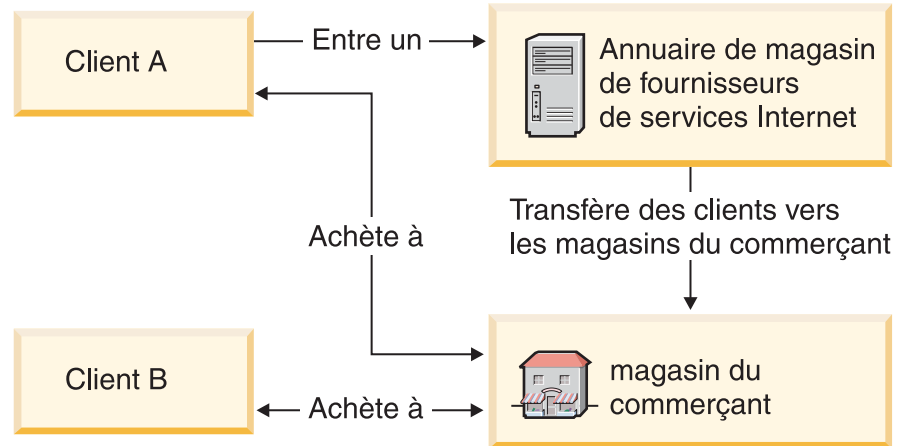 Client A
Entre un
Annuaire de magasin
de fournisseurs
de services Internet
Transfère des clients vers
les magasins du commerçant
Achète à
Client B
Achète à
magasin du
commerçant